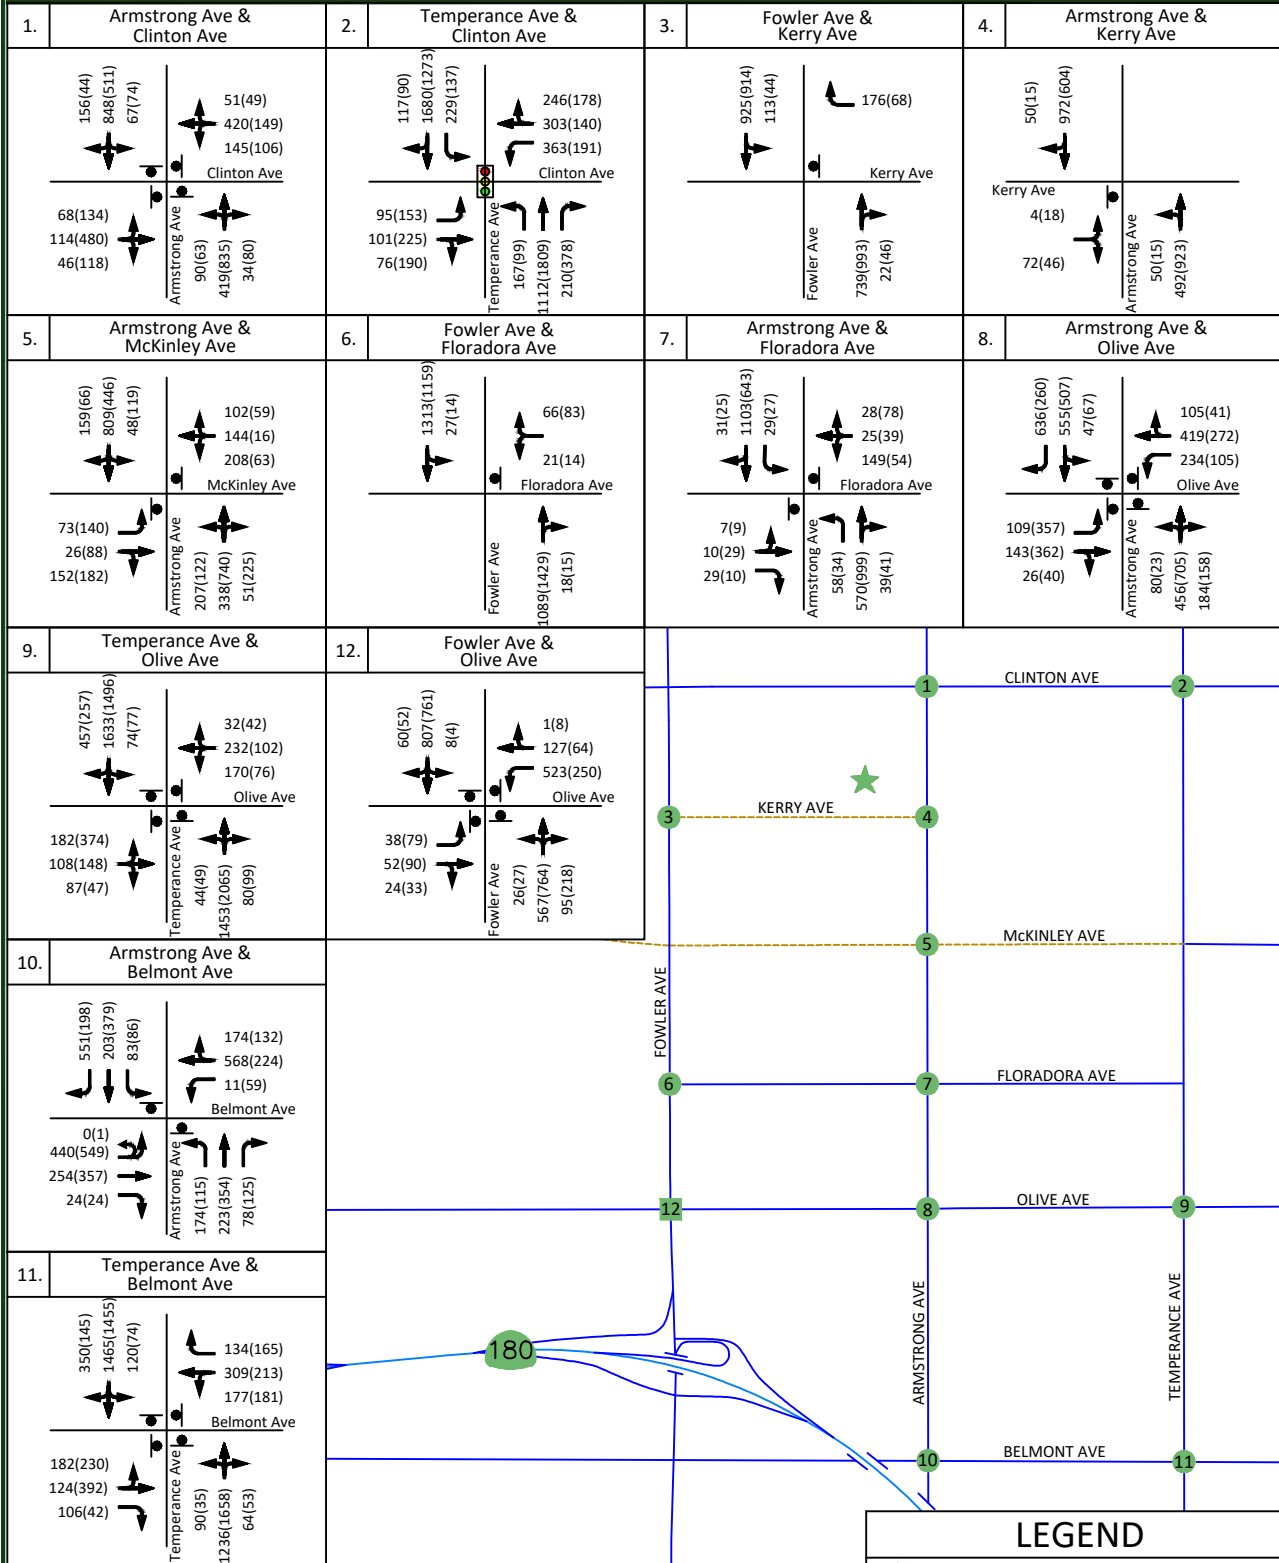 1.
Armstrong Ave &
Clinton Ave
156(44)
848(511)
67(74)
51(49)
420(149)
145(106)
Clinton Ave
68(134)
114(480)
46(118)
Armstrong Ave
90(63)
419(835)
34(80)
2.
Temperance Ave &
Clinton Ave
117(90)
1680(1273)
229(137)
246(178)
303(140)
363(191)
Clinton Ave
95(153)
101(225)
76(190)
Temperance Ave
167(99)
1112(1809)
210(378)
3.
Fowler Ave &
Kerry Ave
925(914)
113(44)
176(68)
Kerry Ave
Fowler Ave
739(993)
22(46)
4.
Armstrong Ave &
Kerry Ave
50(15)
972(604)
Kerry Ave
4(18)
72(46)
Armstrong Ave
50(15)
492(923)
5.
Armstrong Ave &
McKinley Ave
159(66)
809(446)
48(119)
102(59)
144(16)
208(63)
McKinley Ave
73(140)
26(88)
152(182)
Armstrong Ave
207(122)
338(740)
51(225)
6.
Fowler Ave &
Floradora Ave
1313(1159)
27(14)
66(83)
21(14)
Floradora Ave
Fowler Ave
1089(1429)
18(15)
7.
Armstrong Ave &
Floradora Ave
31(25)
1103(643)
29(27)
28(78)
25(39)
149(54)
Floradora Ave
7(9)
10(29)
29(10)
Armstrong Ave
58(34)
570(999)
39(41)
8.
Armstrong Ave &
Olive Ave
636(260)
555(507)
47(67)
105(41)
419(272)
234(105)
Olive Ave
109(357)
143(362)
26(40)
Armstrong Ave
80(23)
456(705)
184(158)
9.
Temperance Ave &
Olive Ave
457(257)
1633(1496)
74(77)
32(42)
232(102)
170(76)
Olive Ave
182(374)
108(148)
87(47)
Temperance Ave
44(49)
1453(2065)
80(99)
12.
Fowler Ave &
Olive Ave
60(52)
807(761)
8(4)
1(8)
127(64)
523(250)
Olive Ave
38(79)
52(90)
24(33)
Fowler Ave
26(27)
567(764)
95(218)
10.
Armstrong Ave &
Belmont Ave
551(198)
203(379)
83(86)
174(132)
568(224)
11(59)
Belmont Ave
0(1)
440(549)
254(357)
24(24)
Armstrong Ave
174(115)
223(354)
78(125)
11.
Temperance Ave &
Belmont Ave
350(145)
1465(1455)
120(74)
134(165)
309(213)
177(181)
Belmont Ave
182(230)
124(392)
106(42)
Temperance Ave
90(35)
1236(1658)
64(53)
1
CLINTON AVE
2
3
KERRY AVE
4
5
McKINLEY AVE
FOWLER AVE
6
7
FLORADORA AVE
12
8
OLIVE AVE
9
180
ARMSTRONG AVE
TEMPERANCE AVE
10
BELMONT AVE
11
LEGEND